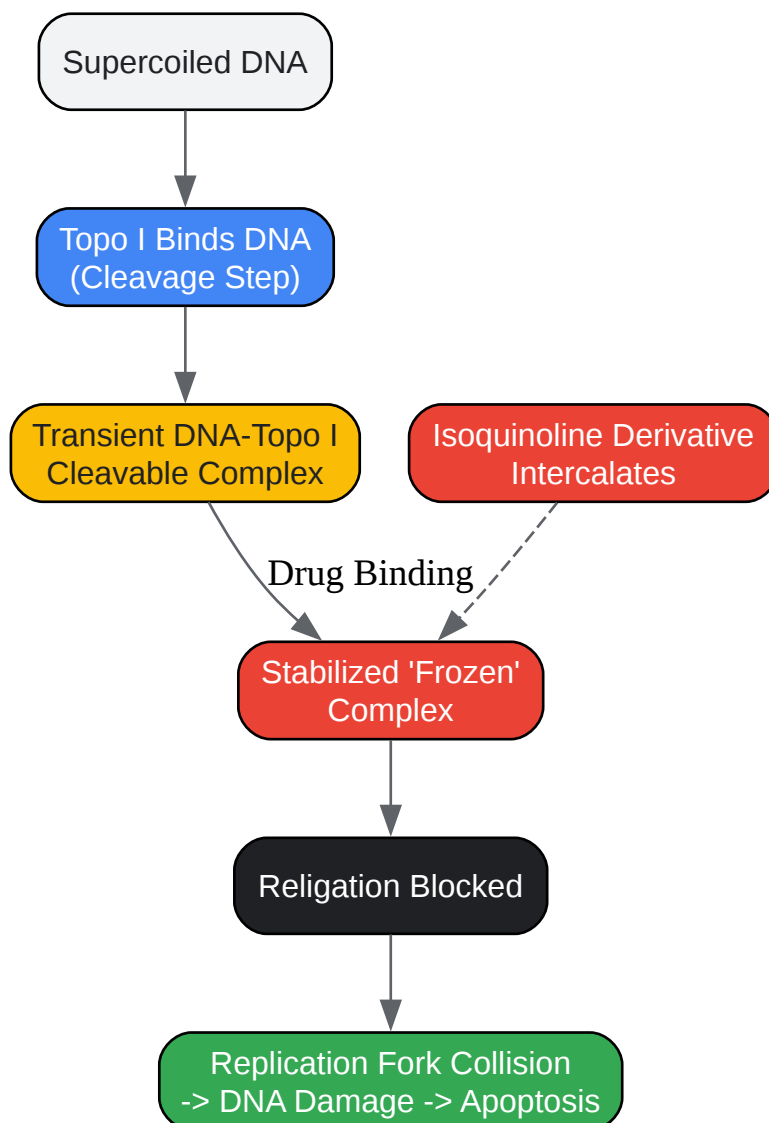 Supercoiled DNA
Topo I Binds DNA
(Cleavage Step)
Transient DNA-Topo I
Cleavable Complex
Isoquinoline Derivative
Intercalates
Drug Binding
Stabilized 'Frozen'
Complex
Religation Blocked
Replication Fork Collision
-> DNA Damage -> Apoptosis